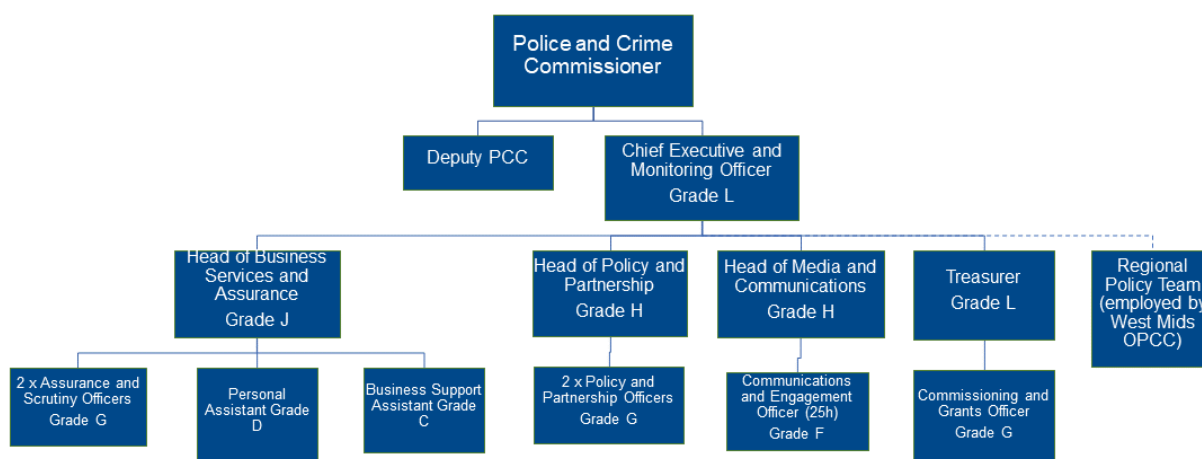 Police and Crime
Commissioner
Deputy PCC
Chief Executive and
Monitoring Officer
Grade L
Head of Business
Services and
Assurance
Grade J
Head of Policy and
Partnership
Grade H
Head of Media and
Communications
Grade H
Treasurer
Grade L
Regional
Policy Team
(employed by
West Mids
OPCC)
2 x Assurance and
Scrutiny Officers
Grade G
Personal
Assistant Grade
D
Business Support
Assistant Grade
C
2 x Policy and
Partnership Officers
Grade G
Communications
and Engagement
Officer (25h)
Grade F
Commissioning and
Grants Officer
Grade G